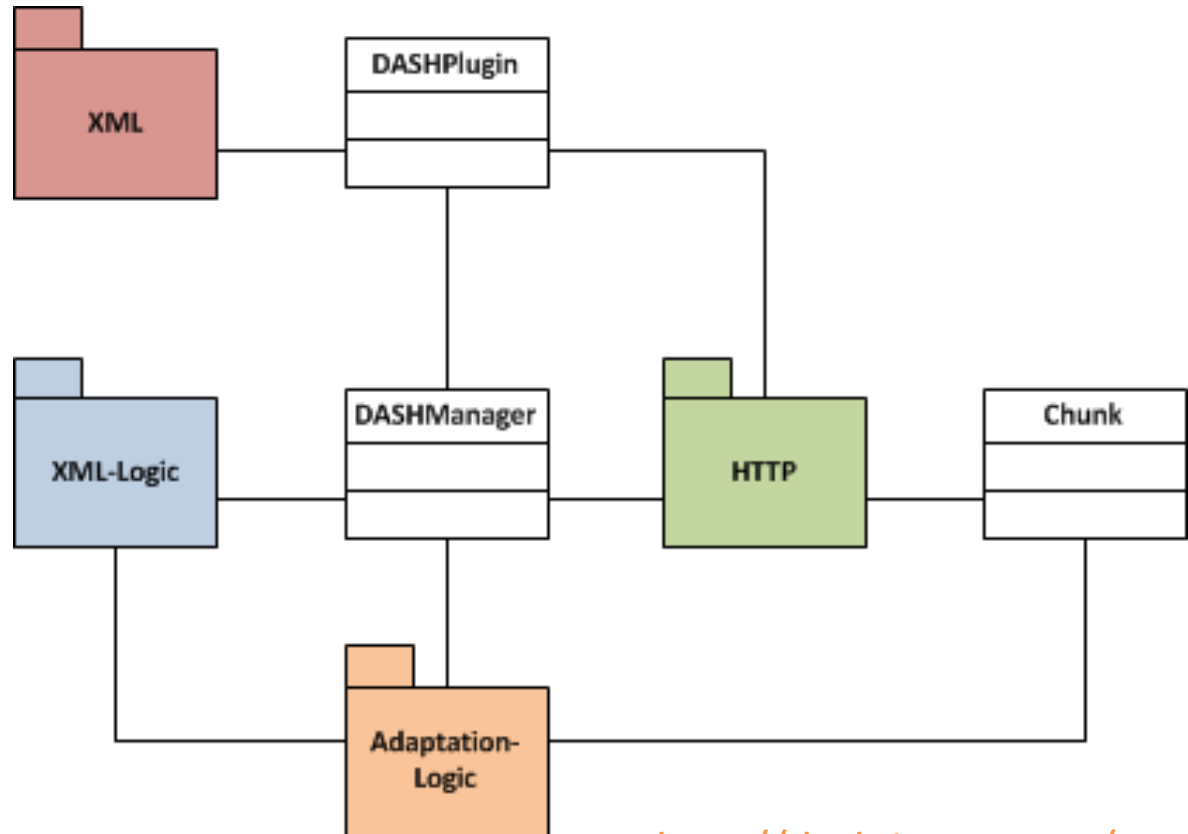 DASHPlugin
XML
DASHManager
Chunk
XML-Logic
HTTP
Adaptation-
Logic